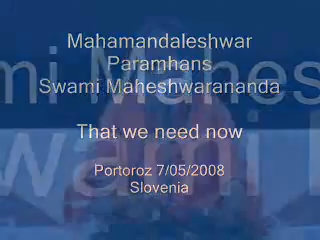 Mahamandaleshwar
Paramhans
Swami Maheshwarananda
That we need now
Portoroz 7/05/2008
Slovenia